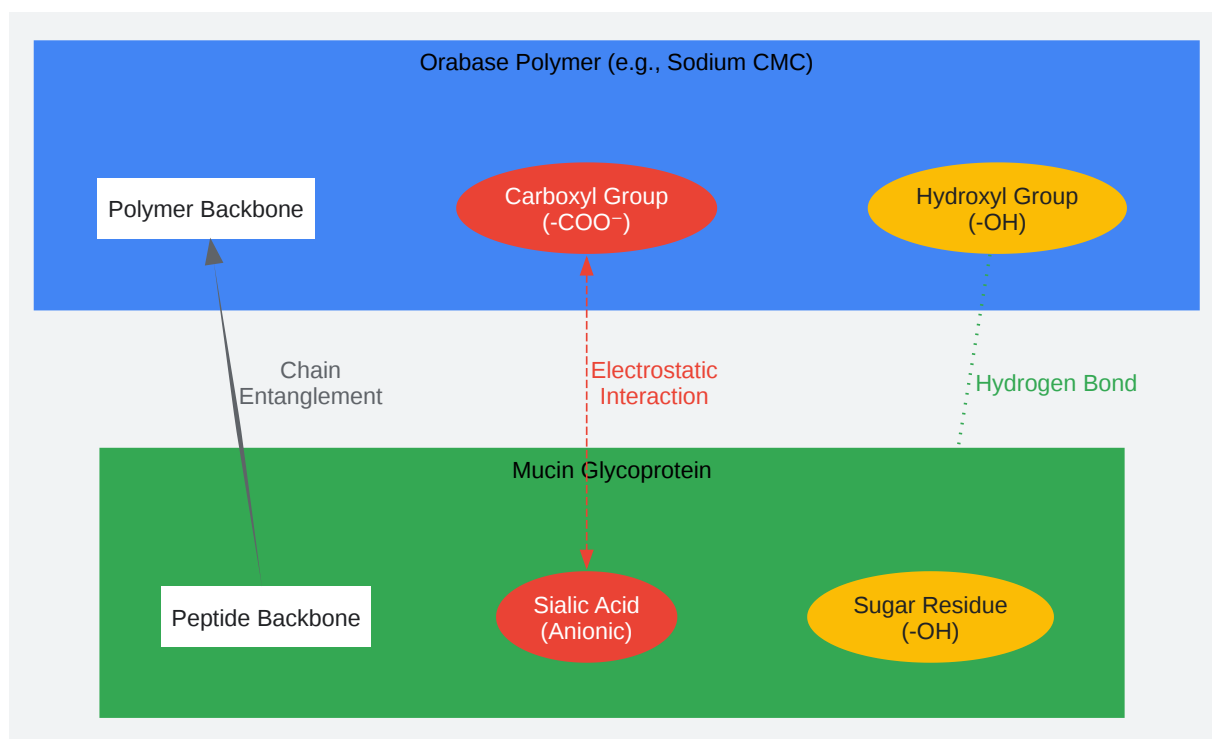 Orabase Polymer (e.g., Sodium CMC)
Polymer Backbone
Carboxyl Group
(-COO⁻)
Hydroxyl Group
(-OH)
Chain
Entanglement
Electrostatic
Interaction
Hydrogen Bond
Mucin Glycoprotein
Peptide Backbone
Sialic Acid
(Anionic)
Sugar Residue
(-OH)